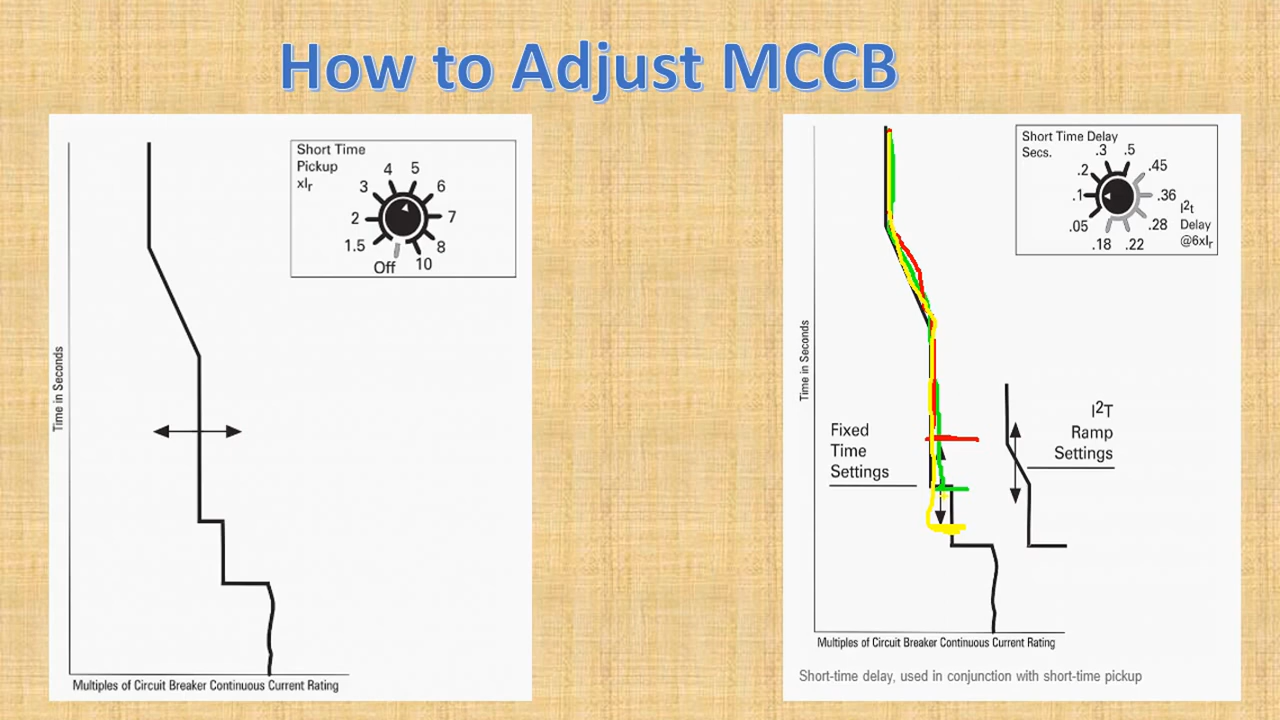 How to Adjust MCCB
Short Time
Pickup
xIr
4 5
3 6
2 7
1.5 8
Off 10
Time in Seconds
Multiples of Circuit Breaker Continuous Current Rating
Short Time Delay
Secs.
.3 .5
.2 .45
.1 .36
.05 .28
.18 .22
I²t
Delay
@6xIr
Time in Seconds
Fixed
Time
Settings
I²T
Ramp
Settings
Multiples of Circuit Breaker Continuous Current Rating
Short-time delay, used in conjunction with short-time pickup